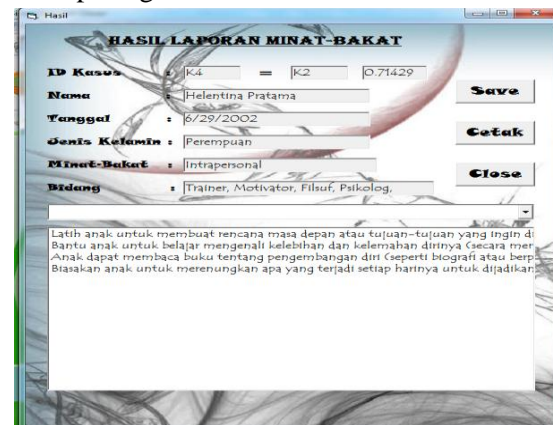 Hasil
HASIL LAPORAN MINAT-BAKAT
ID Kasus : K4 = K2 0.71429
Nama : Helentina Pratama
Tanggal : 6/29/2002
Jenis Kelamin : Perempuan
Minat-Bakat : Intrapersonal
Bidang : Trainer, Motivator, Filsuf, Psikolog,
Save
Cetak
Close
Latih anak untuk membuat rencana masa depan atau tujuan-tujuan yang ingin di
Bantu anak untuk belajar mengenali kelebihan dan kelemahan dirinya (secara mer
Anak dapat membaca buku tentang pengembangan diri (seperti biografi atau berp
Biasakan anak untuk merenungkan apa yang terjadi setiap harinya untuk dijadikan